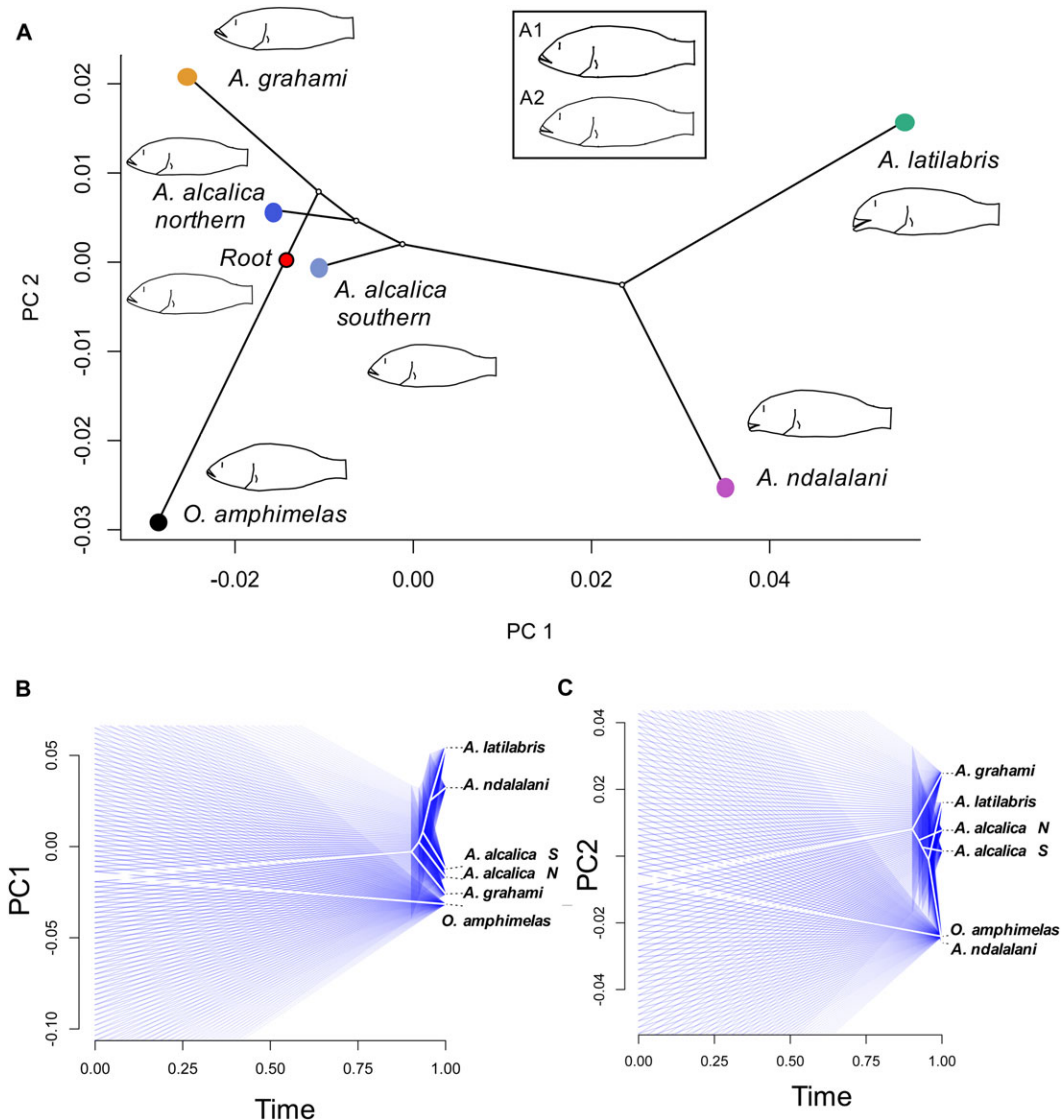 A
A. grahami
A1
A2
A. latilabris
A. alcalica
northern
Root
A. alcalica
southern
A. ndalalani
O. amphimelas
PC 2
0.02
0.01
0.00
-0.01
-0.02
-0.03
-0.02
0.00
0.02
0.04
PC 1
B
PC1
0.05
0.00
-0.05
-0.10
A. latilabris
A. ndalalani
A. alcalica S
A. alcalica N
A. grahami
O. amphimelas
0.00
0.25
0.50
0.75
1.00
Time
C
PC2
0.04
0.02
0.00
-0.02
-0.04
A. grahami
A. latilabris
A. alcalica N
A. alcalica S
O. amphimelas
A. ndalalani
0.00
0.25
0.50
0.75
1.00
Time